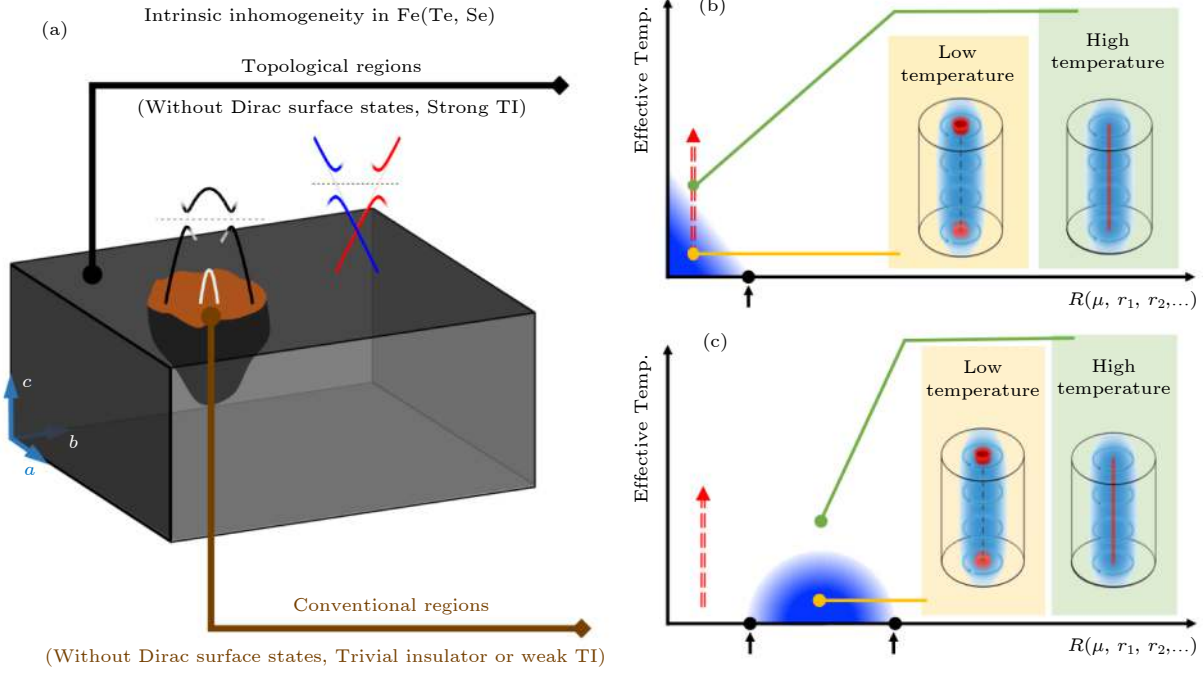 Intrinsic inhomogeneity in Fe(Te, Se)
(a)
Topological regions
(Without Dirac surface states, Strong TI)
c
b
a
Conventional regions
(Without Dirac surface states, Trivial insulator or weak TI)
(b)
Effective Temp.
Low
temperature
High
temperature
R(μ, r1, r2,...)
(c)
Effective Temp.
Low
temperature
High
temperature
R(μ, r1, r2,...)